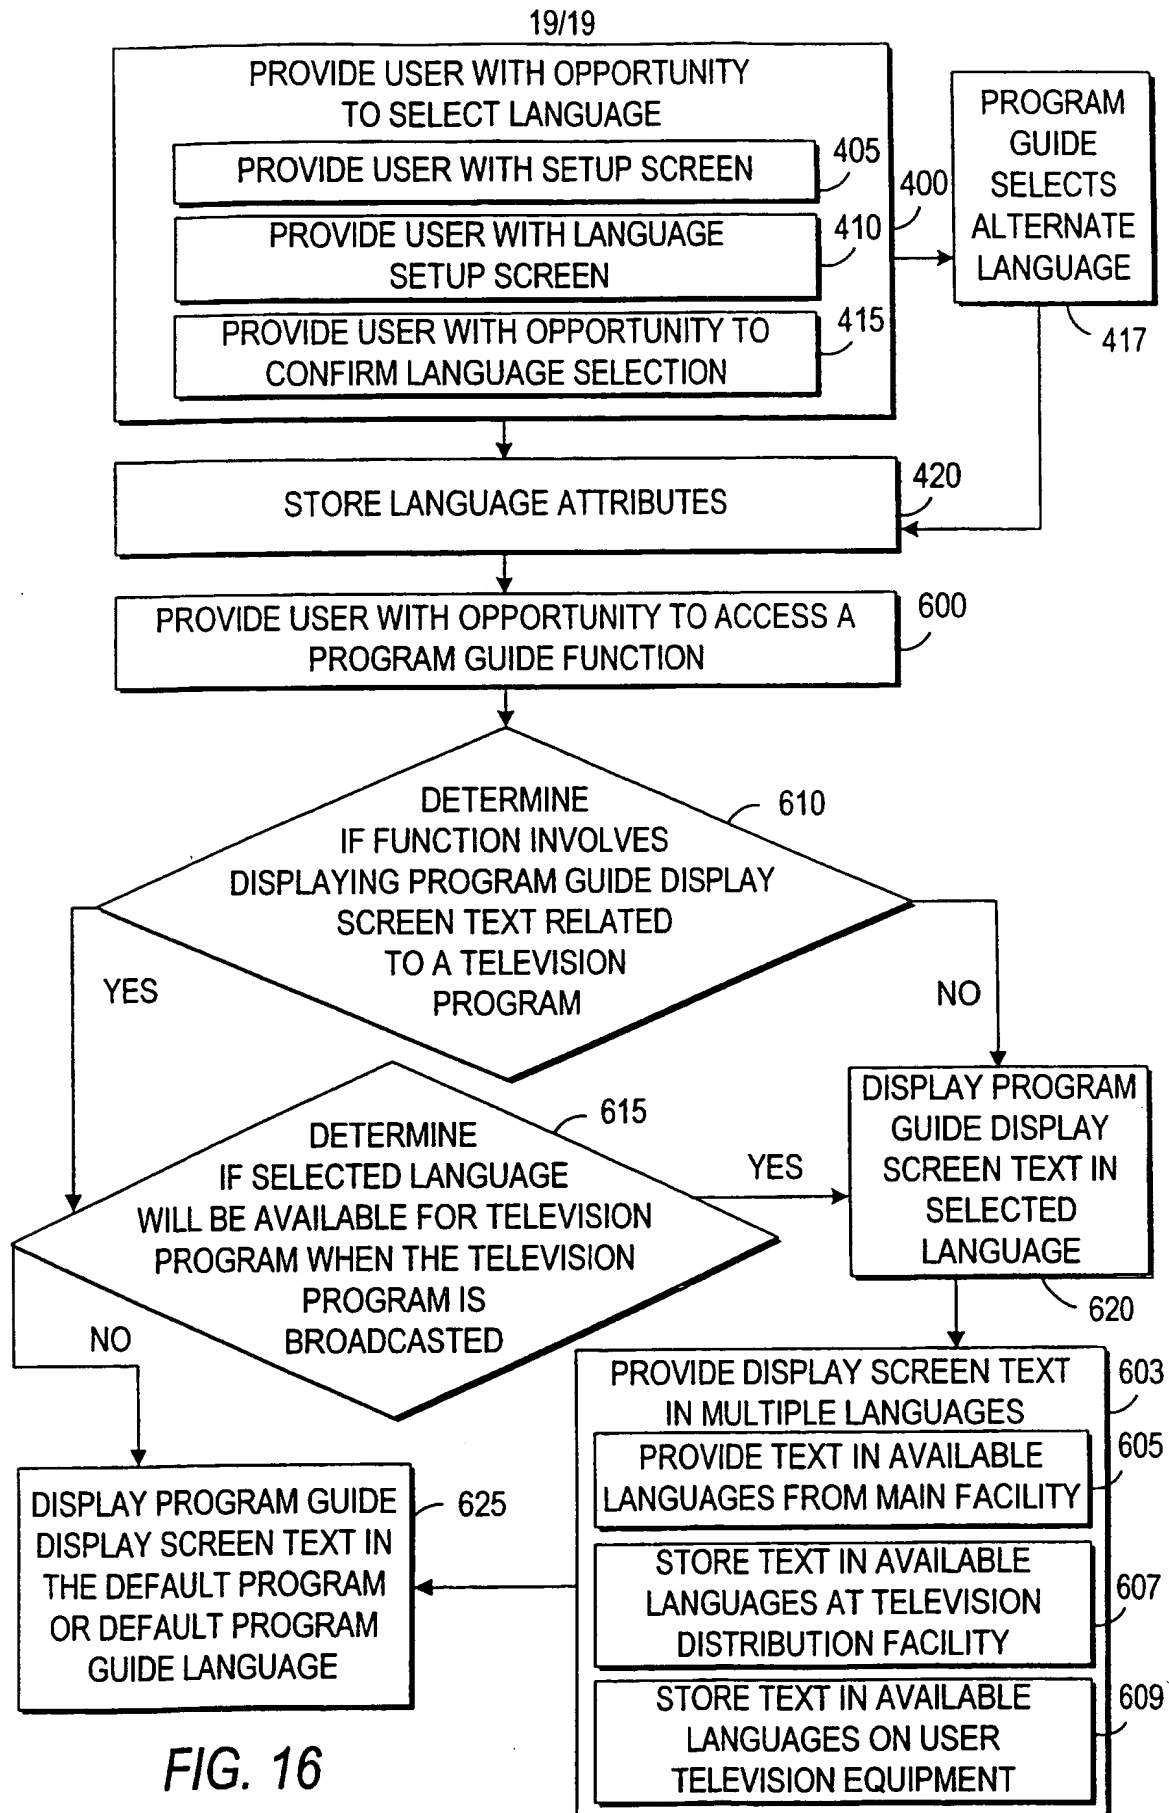 19/19
PROVIDE USER WITH OPPORTUNITY
TO SELECT LANGUAGE
PROVIDE USER WITH SETUP SCREEN
405
PROVIDE USER WITH LANGUAGE
SETUP SCREEN
410
PROVIDE USER WITH OPPORTUNITY TO
CONFIRM LANGUAGE SELECTION
415
400
PROGRAM
GUIDE
SELECTS
ALTERNATE
LANGUAGE
417
STORE LANGUAGE ATTRIBUTES
420
PROVIDE USER WITH OPPORTUNITY TO ACCESS A
PROGRAM GUIDE FUNCTION
600
DETERMINE
IF FUNCTION INVOLVES
DISPLAYING PROGRAM GUIDE DISPLAY
SCREEN TEXT RELATED
TO A TELEVISION
PROGRAM
610
YES
NO
DETERMINE
IF SELECTED LANGUAGE
WILL BE AVAILABLE FOR TELEVISION
PROGRAM WHEN THE TELEVISION
PROGRAM IS
BROADCASTED
615
YES
NO
DISPLAY PROGRAM
GUIDE DISPLAY
SCREEN TEXT IN
SELECTED
LANGUAGE
620
PROVIDE DISPLAY SCREEN TEXT
IN MULTIPLE LANGUAGES
603
PROVIDE TEXT IN AVAILABLE
LANGUAGES FROM MAIN FACILITY
605
STORE TEXT IN AVAILABLE
LANGUAGES AT TELEVISION
DISTRIBUTION FACILITY
607
STORE TEXT IN AVAILABLE
LANGUAGES ON USER
TELEVISION EQUIPMENT
609
DISPLAY PROGRAM GUIDE
DISPLAY SCREEN TEXT IN
THE DEFAULT PROGRAM
OR DEFAULT PROGRAM
GUIDE LANGUAGE
625
FIG. 16